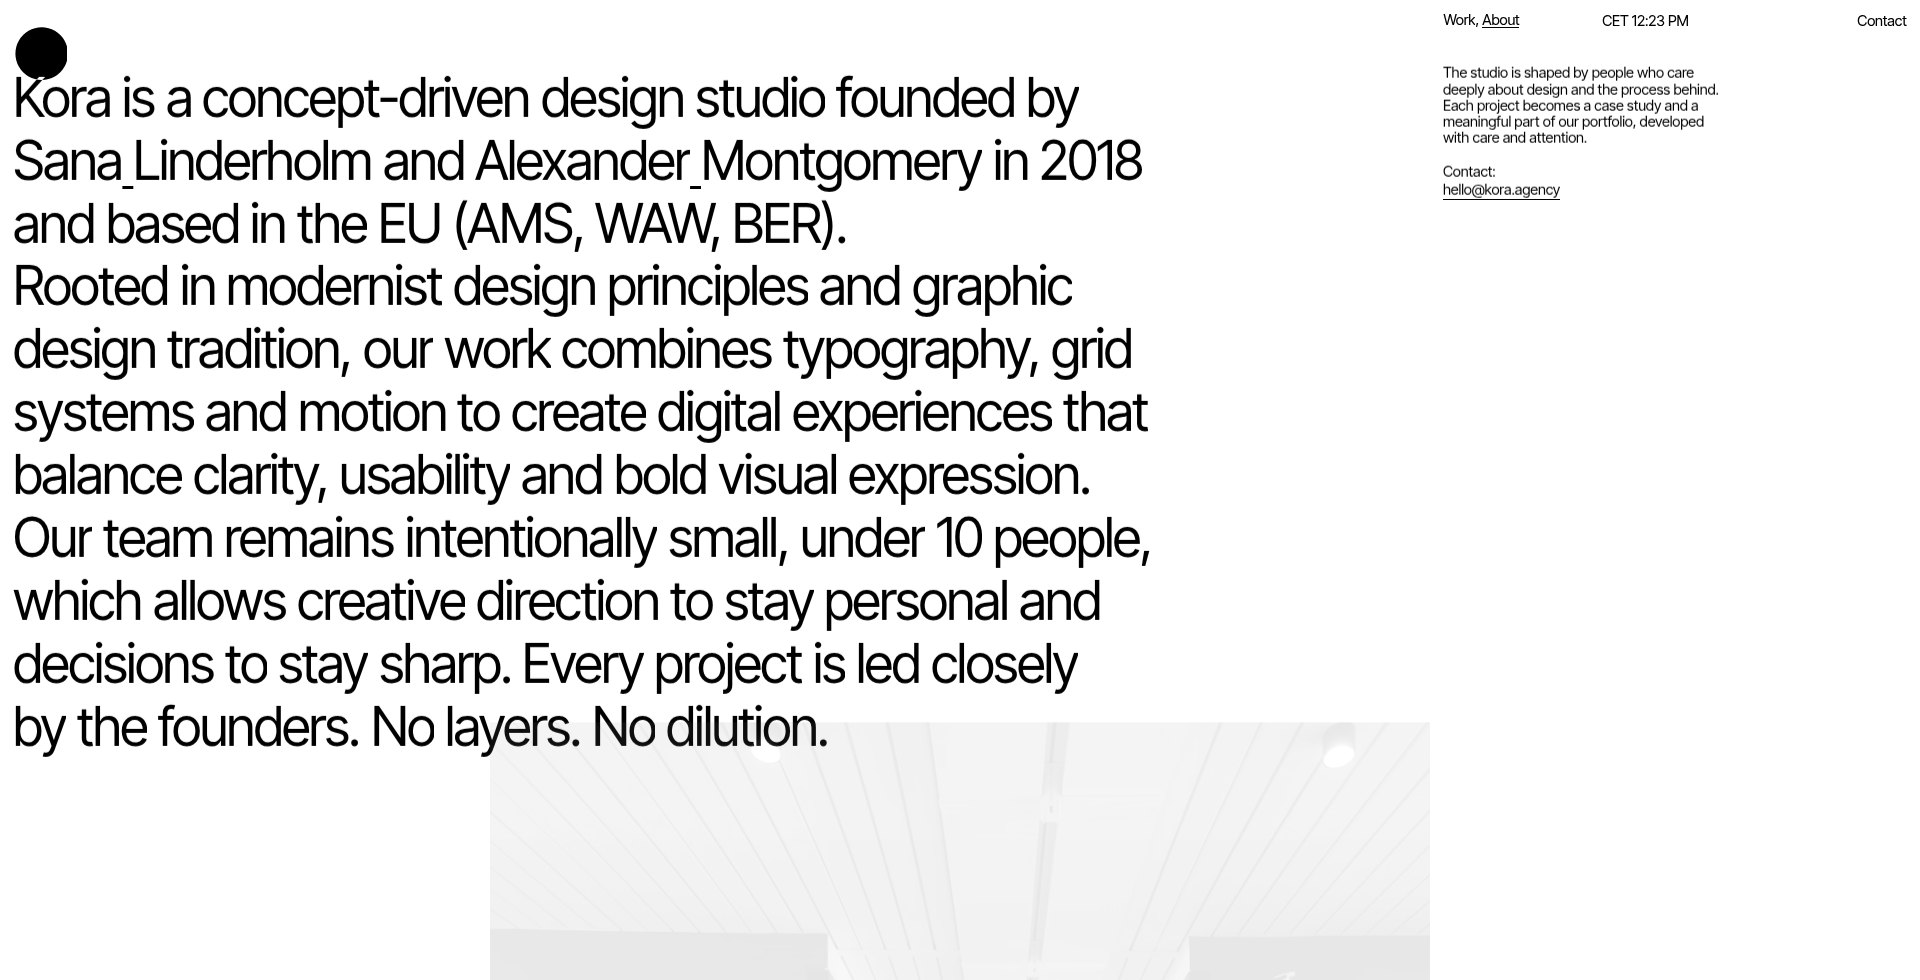 Work, About
CET 12:23 PM
Contact
Kora is a concept-driven design studio founded by
Sana Linderholm and Alexander Montgomery in 2018
and based in the EU (AMS, WAW, BER).
Rooted in modernist design principles and graphic
design tradition, our work combines typography, grid
systems and motion to create digital experiences that
balance clarity, usability and bold visual expression.
Our team remains intentionally small, under 10 people,
which allows creative direction to stay personal and
decisions to stay sharp. Every project is led closely
by the founders. No layers. No dilution.
The studio is shaped by people who care
deeply about design and the process behind.
Each project becomes a case study and a
meaningful part of our portfolio, developed
with care and attention.
Contact:
hello@kora.agency